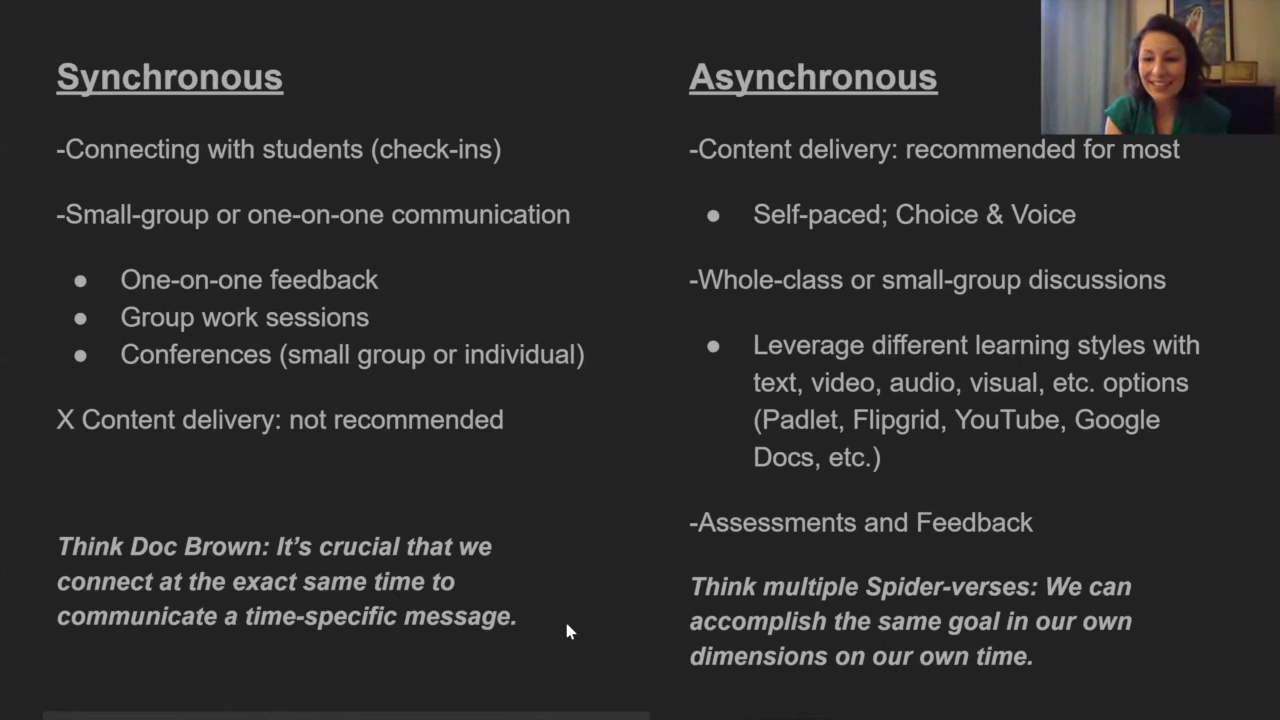 Synchronous
-Connecting with students (check-ins)
-Small-group or one-on-one communication
● One-on-one feedback
● Group work sessions
● Conferences (small group or individual)
X Content delivery: not recommended
Think Doc Brown: It's crucial that we
connect at the exact same time to
communicate a time-specific message.
Asynchronous
-Content delivery: recommended for most
● Self-paced; Choice & Voice
-Whole-class or small-group discussions
● Leverage different learning styles with
text, video, audio, visual, etc. options
(Padlet, Flipgrid, YouTube, Google
Docs, etc.)
-Assessments and Feedback
Think multiple Spider-verses: We can
accomplish the same goal in our own
dimensions on our own time.